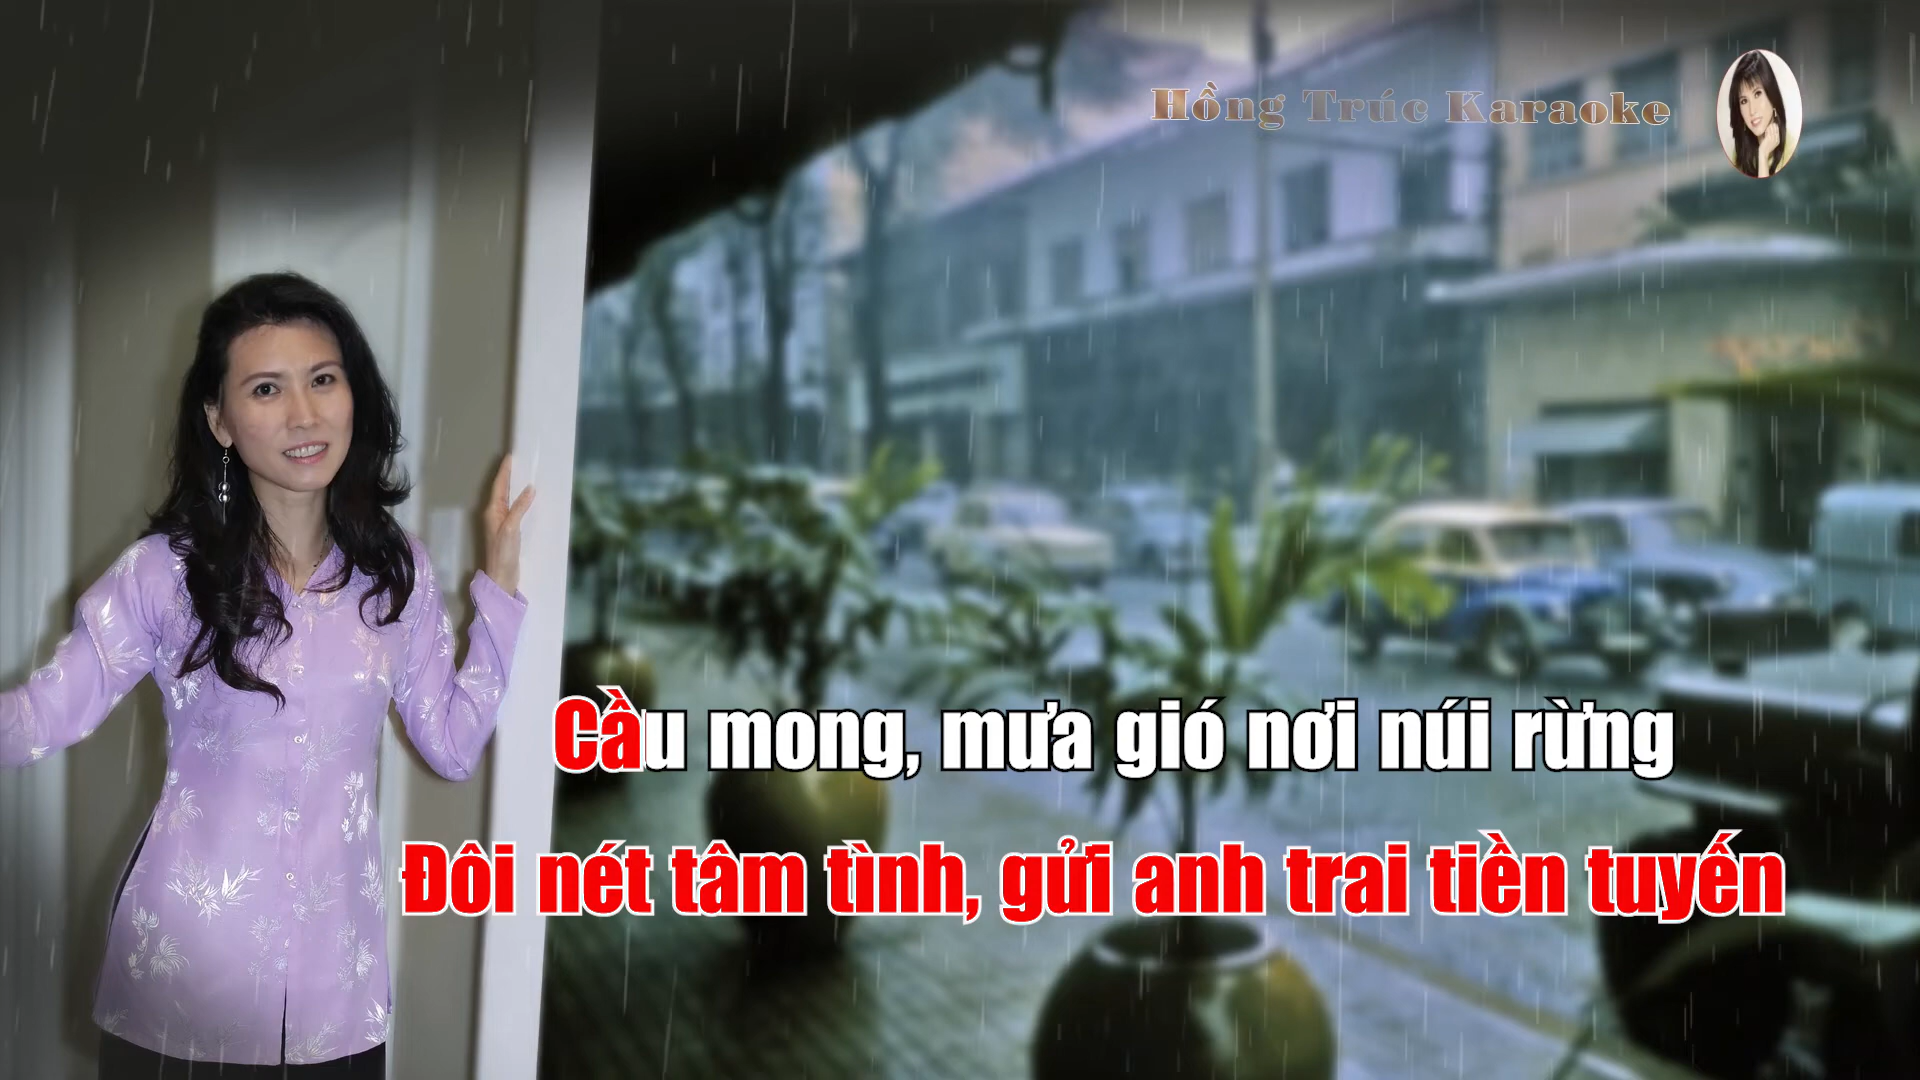 Hồng Trúc Karaoke
Cầu mong, mưa gió nơi núi rừng
Đôi nét tâm tình, gửi anh trai tiền tuyến